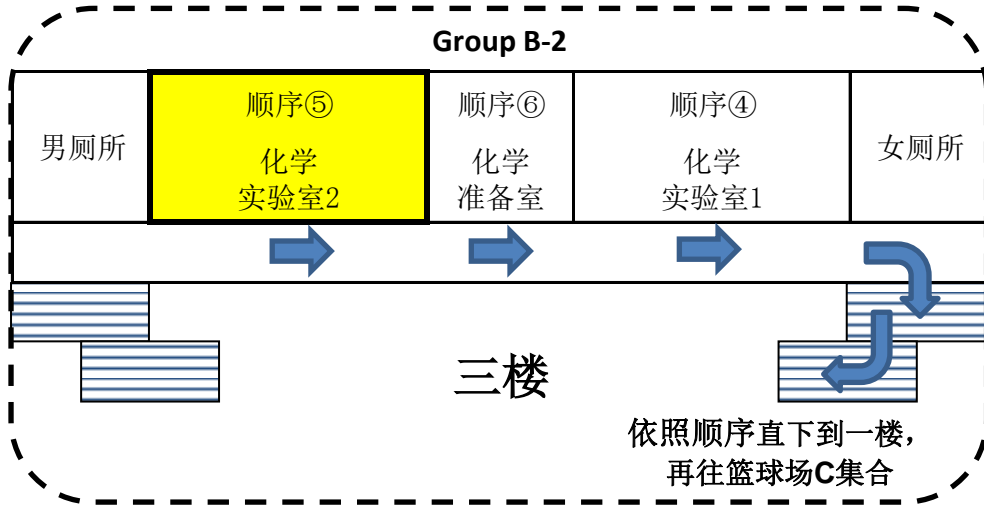 Group B-2
男厕所
顺序⑤
化学
实验室2
顺序⑥
化学
准备室
顺序④
化学
实验室1
女厕所
三楼
依照顺序直下到一楼，
再往篮球场C集合